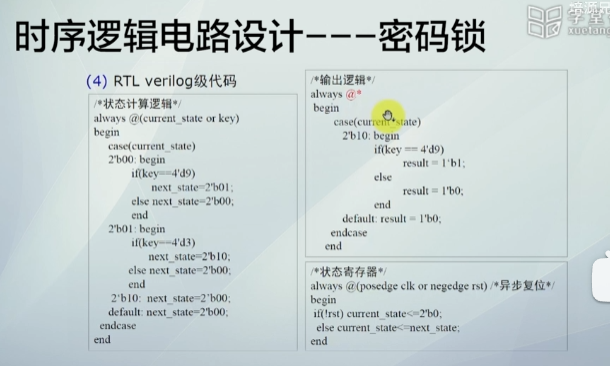 时序逻辑电路设计---密码锁
学堂
xuetang
(4) RTL verilog级代码
/*状态计算逻辑*/
always @(current_state or key)
begin
case(current_state)
2'b00: begin
if(key==4'd9)
next_state=2'b01;
else next_state=2'b00;
end
2'b01: begin
if(key==4'd3)
next_state=2'b10;
else next_state=2'b00;
end
2'b10: next_state=2'b00;
default: next_state=2'b00;
endcase
end
/*输出逻辑*/
always @*
begin
case(current_state)
2'b10: begin
if(key == 4'd9)
result = 1'b1;
else
result = 1'b0;
end
default: result = 1'b0;
endcase
end
/*状态寄存器*/
always @(posedge clk or negedge rst) /*异步复位*/
begin
if(!rst) current_state<=2'b0;
else current_state<=next_state;
end